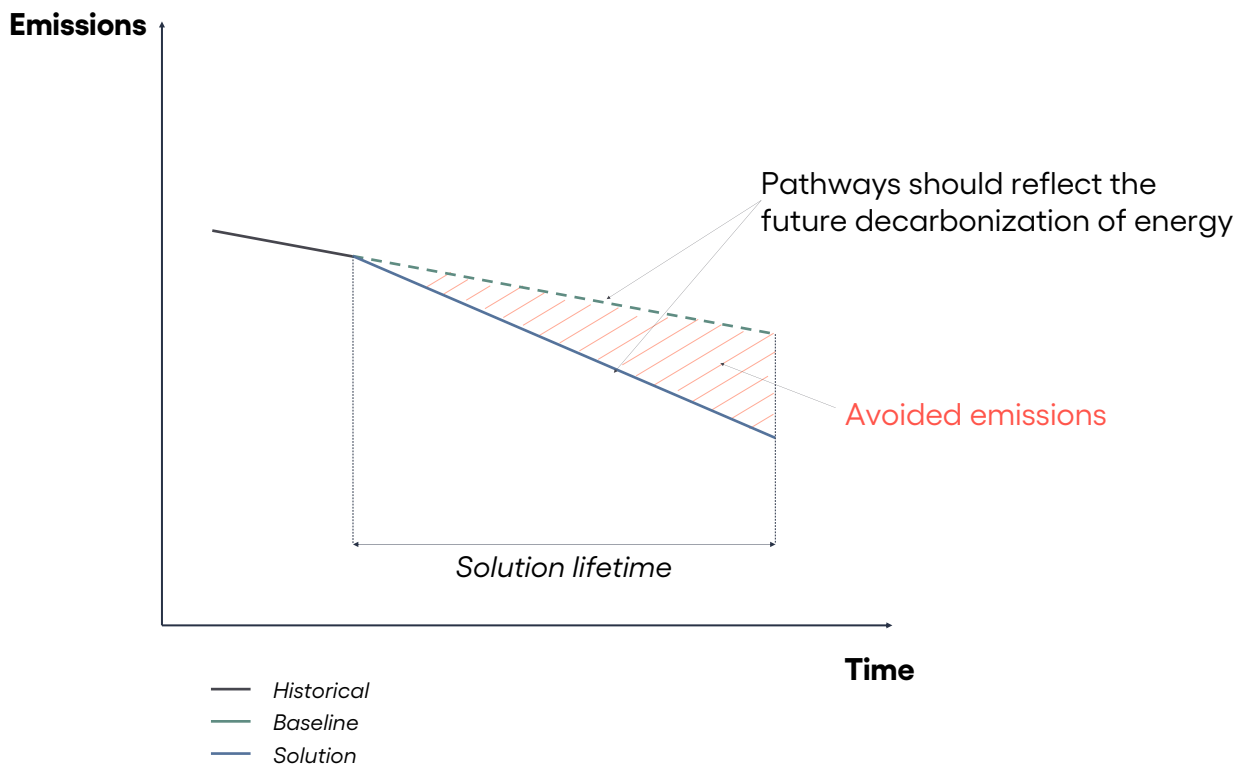 Emissions
Pathways should reflect the
future decarbonization of energy
Avoided emissions
Solution lifetime
Time
Historical
Baseline
Solution